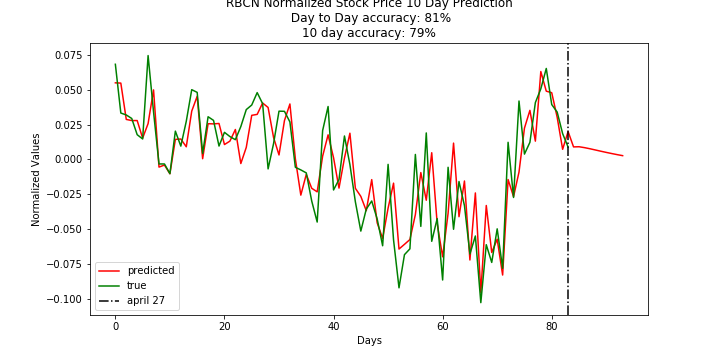 RBCN Normalized Stock Price 10 Day Prediction
Day to Day accuracy: 81%
10 day accuracy: 79%
0.075
0.050
0.025
0.000
−0.025
−0.050
−0.075
−0.100
Normalized Values
predicted
true
april 27
0
20
40
60
80
Days